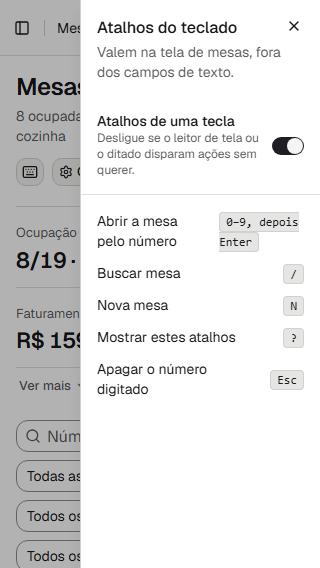 Atalhos do teclado
Valem na tela de mesas, fora
dos campos de texto.
Atalhos de uma tecla
Desligue se o leitor de tela ou
o ditado disparam ações sem
querer.
Abrir a mesa
pelo número
0–9, depois
Enter
Buscar mesa
/
Nova mesa
N
Mostrar estes atalhos
?
Apagar o número
digitado
Esc
Mesas
8 ocupada
cozinha
Ocupação
8/19 ·
Faturamen
R$ 159
Ver mais
Núm
Todas as
Todos os
Todos os